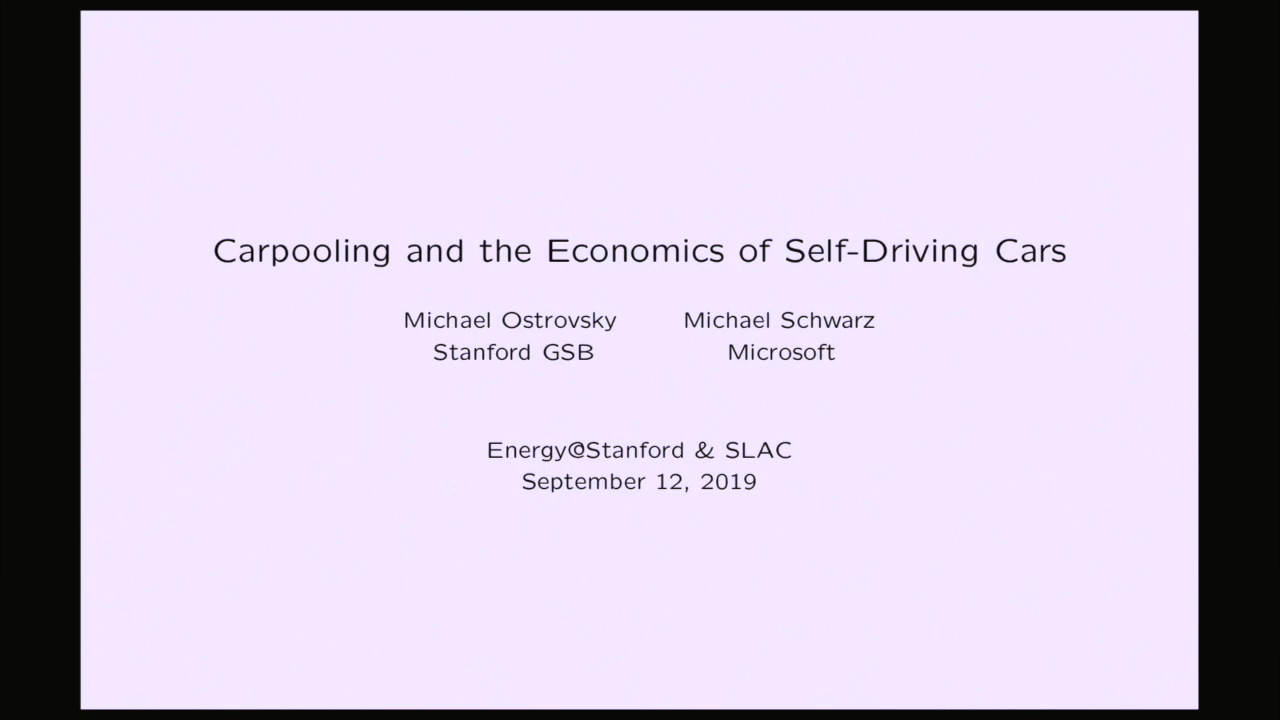 Carpooling and the Economics of Self-Driving Cars
Michael Ostrovsky Michael Schwarz
Stanford GSB Microsoft
Energy@Stanford & SLAC
September 12, 2019